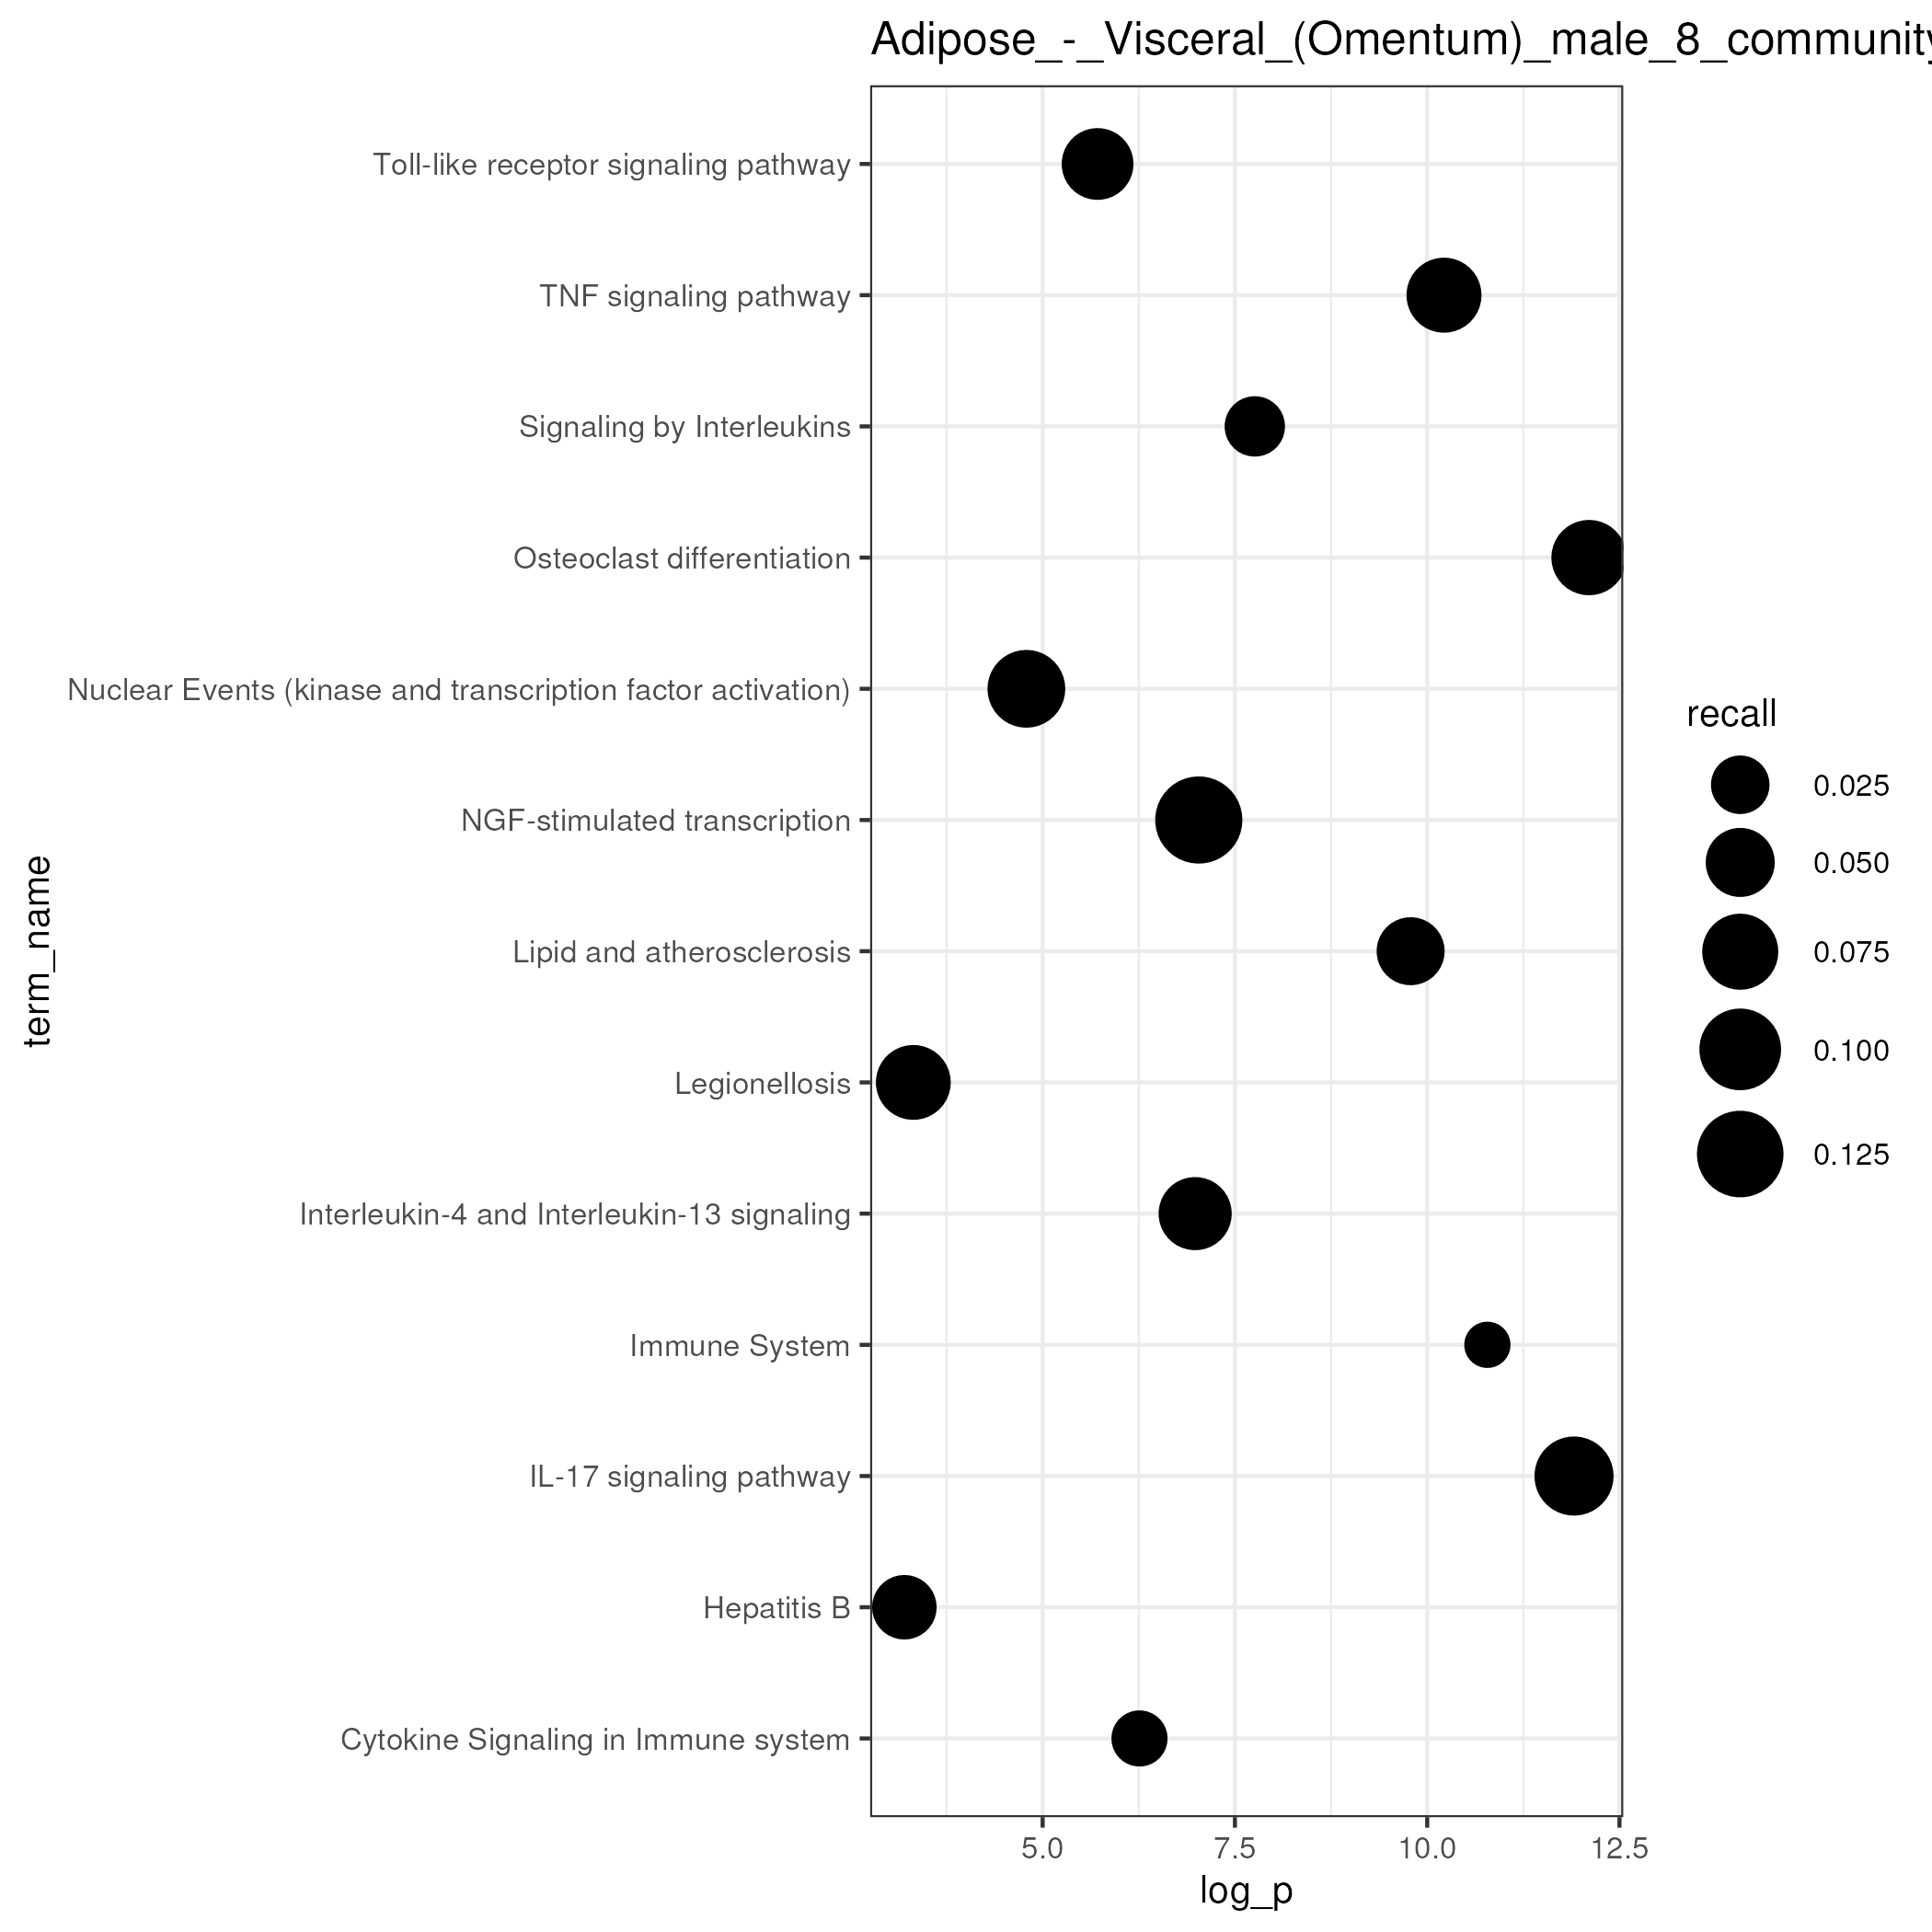 Adipose_-_Visceral_(Omentum)_male_8_community
Toll-like receptor signaling pathway
TNF signaling pathway
Signaling by Interleukins
Osteoclast differentiation
Nuclear Events (kinase and transcription factor activation)
NGF-stimulated transcription
Lipid and atherosclerosis
Legionellosis
Interleukin-4 and Interleukin-13 signaling
Immune System
IL-17 signaling pathway
Hepatitis B
Cytokine Signaling in Immune system
term_name
5.0
7.5
10.0
12.5
log_p
recall
0.025
0.050
0.075
0.100
0.125